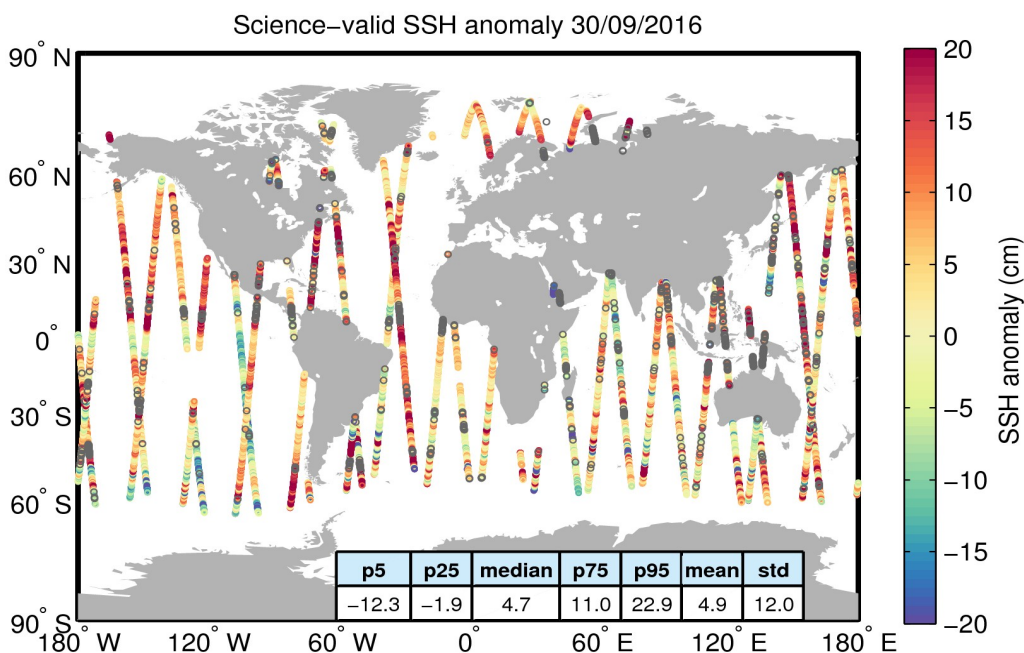 Science−valid SSH anomaly 30/09/2016
90° N
60° N
30° N
0°
30° S
60° S
90° S
180° W
120° W
60° W
0°
60° E
120° E
180° E
p5 p25 median p75 p95 mean std
−12.3 −1.9 4.7 11.0 22.9 4.9 12.0
20
15
10
5
0
−5
−10
−15
−20
SSH anomaly (cm)